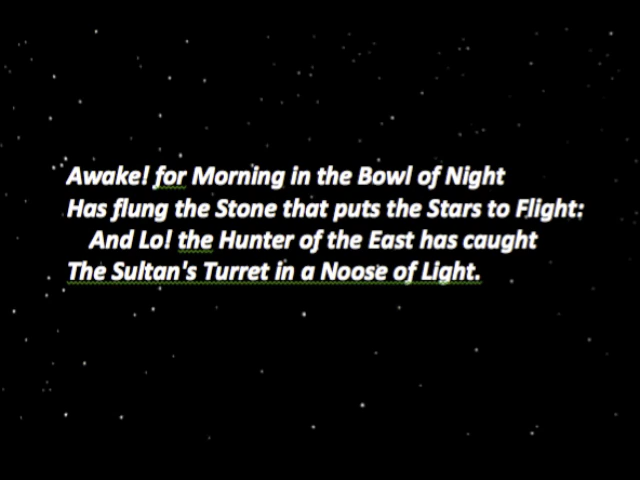 Awake! for Morning in the Bowl of Night
Has flung the Stone that puts the Stars to Flight:
And Lo! the Hunter of the East has caught
The Sultan's Turret in a Noose of Light.